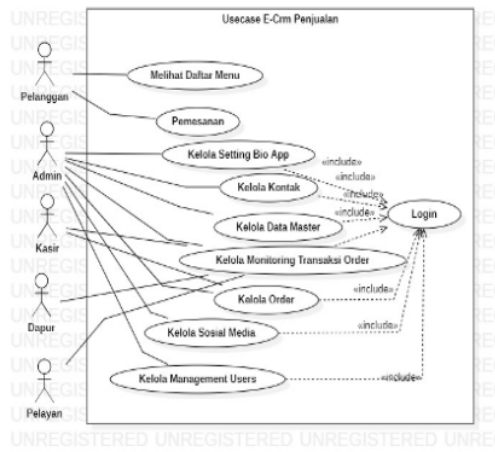 Usecase E-Crm Penjualan
Pelanggan
Melihat Daftar Menu
Pemesanan
Admin
Kelola Setting Bio App
«include»
Kelola Kontak
«include»
«include»
Kelola Data Master
«include»
Login
Kasir
Kelola Monitoring Transaksi Order
Dapur
Kelola Order
«include»
Kelola Sosial Media
«include»
Kelola Management Users
«include»
Pelayan
UNREGISTERED UNREGISTERED UNREGISTERED UNRE